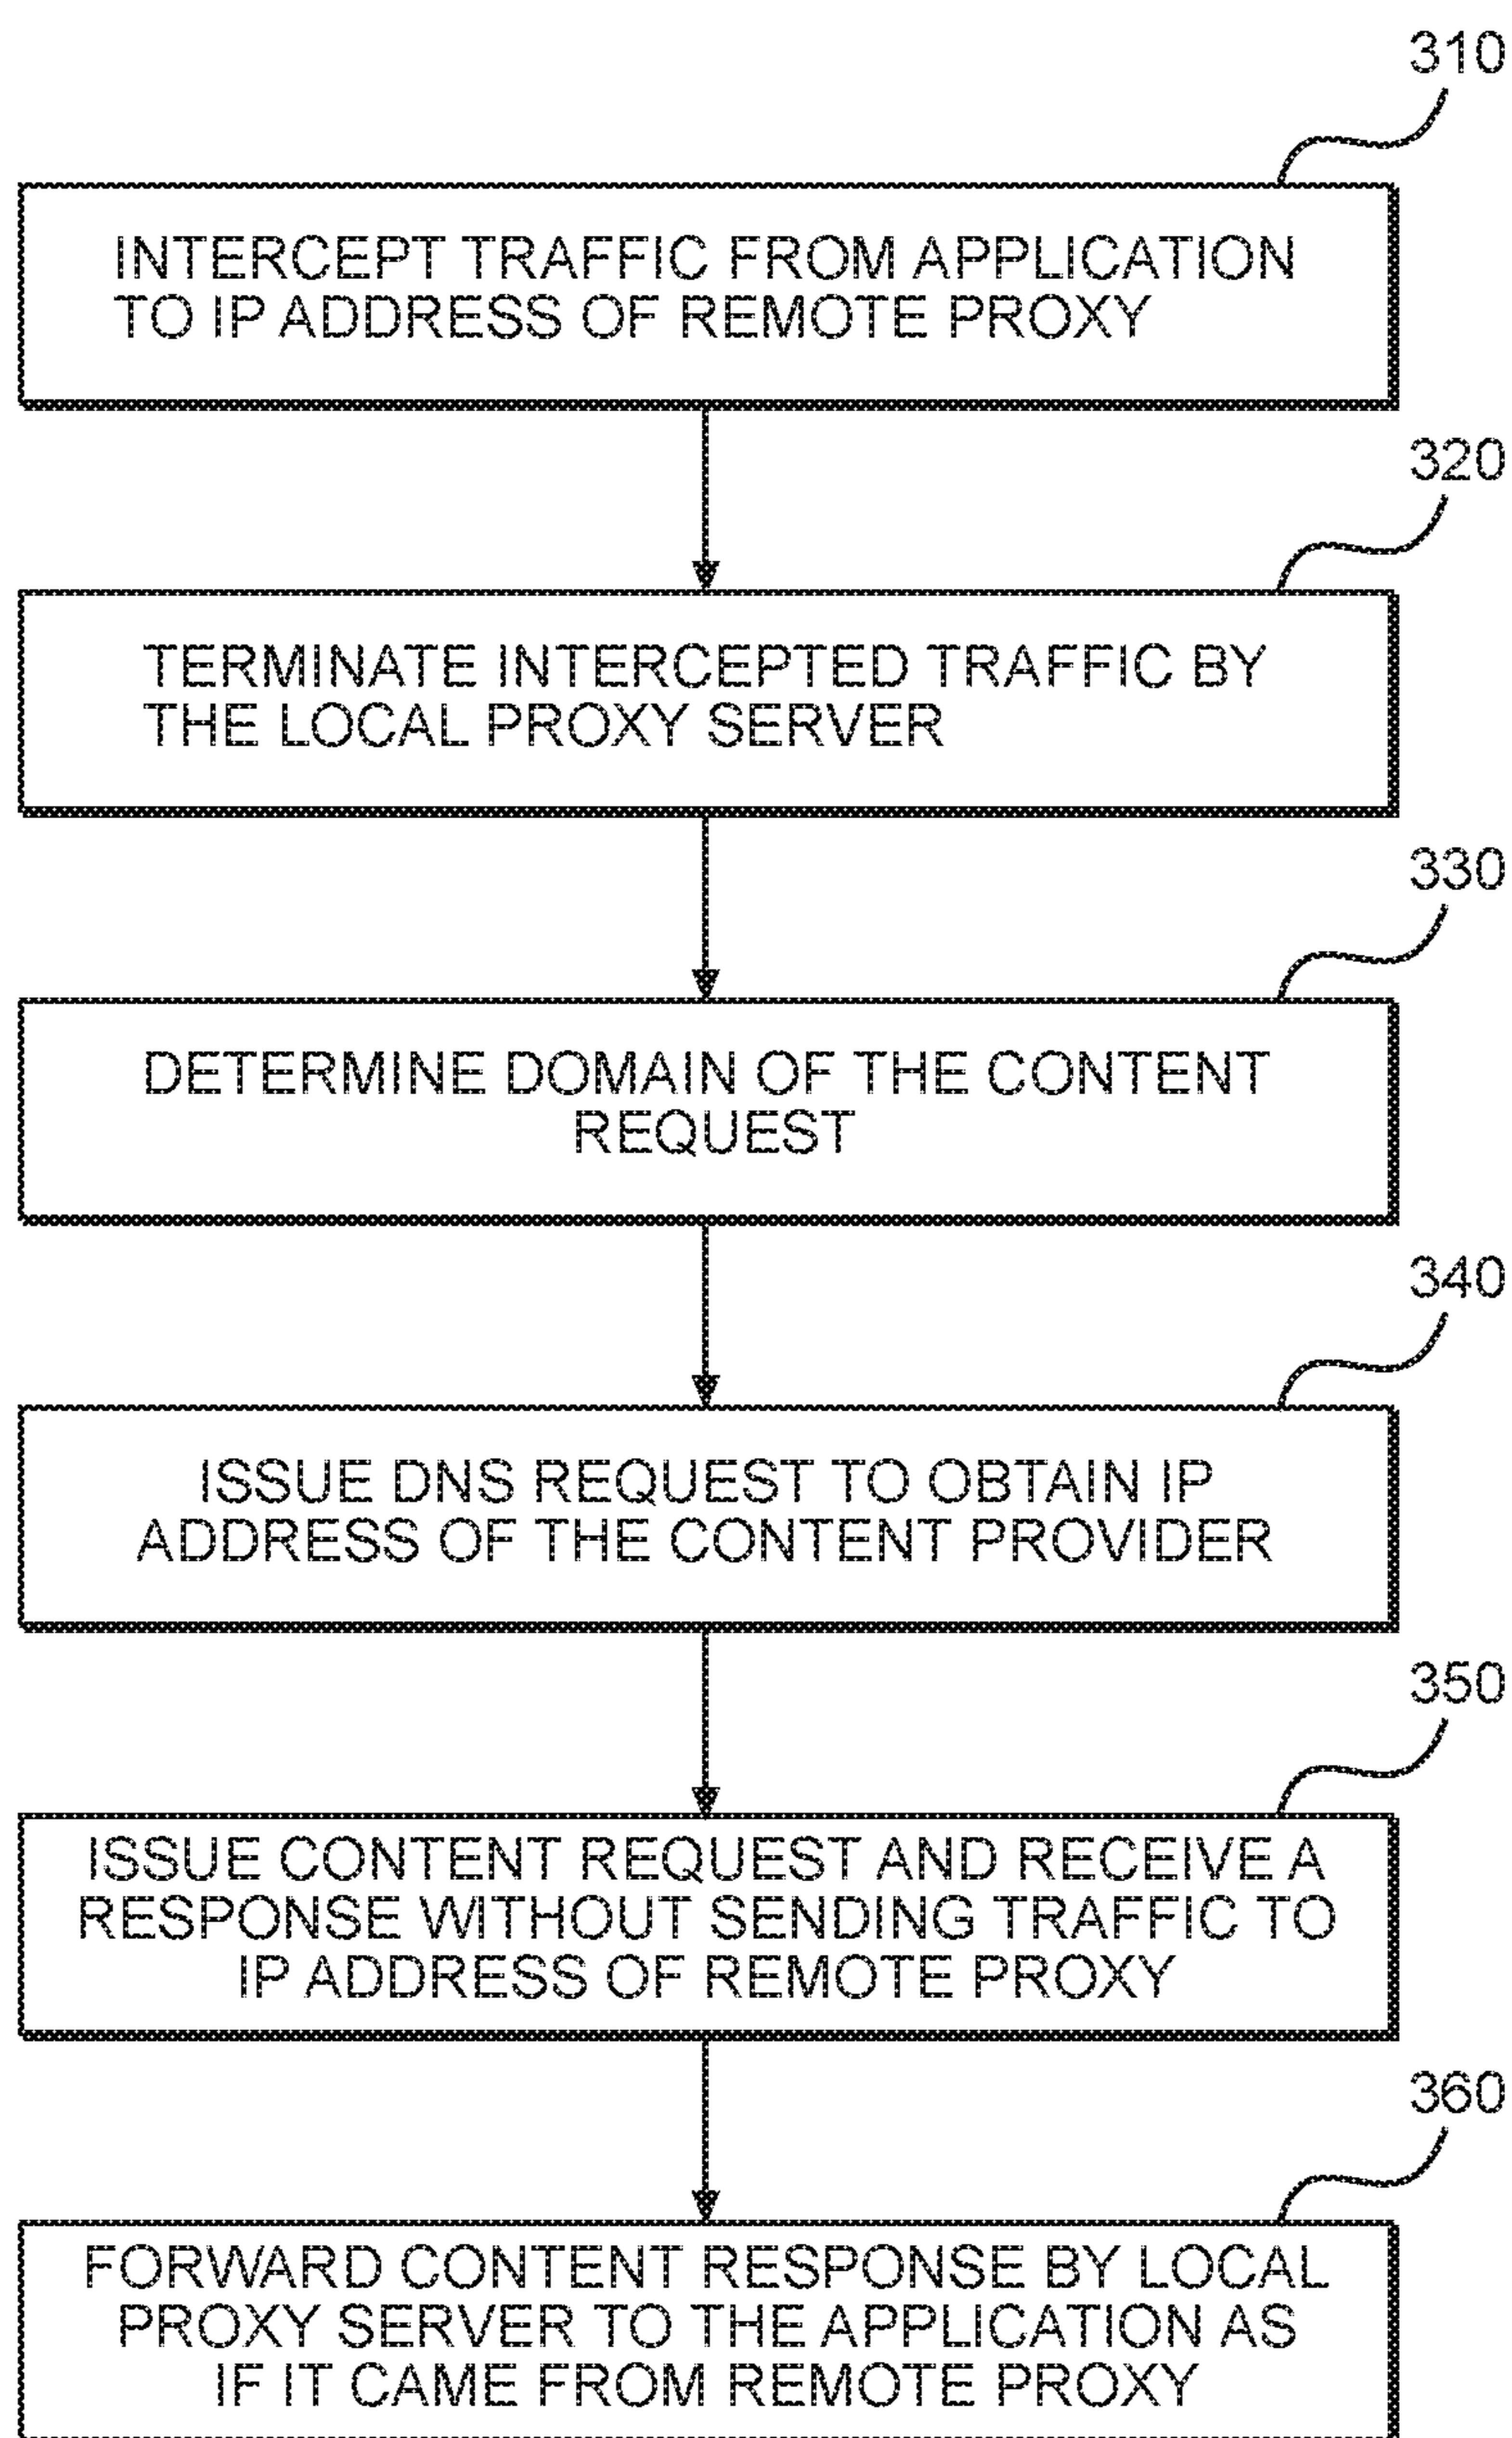 310
INTERCEPT TRAFFIC FROM APPLICATION
TO IP ADDRESS OF REMOTE PROXY
320
TERMINATE INTERCEPTED TRAFFIC BY
THE LOCAL PROXY SERVER
330
DETERMINE DOMAIN OF THE CONTENT
REQUEST
340
ISSUE DNS REQUEST TO OBTAIN IP
ADDRESS OF THE CONTENT PROVIDER
350
ISSUE CONTENT REQUEST AND RECEIVE A
RESPONSE WITHOUT SENDING TRAFFIC TO
IP ADDRESS OF REMOTE PROXY
360
FORWARD CONTENT RESPONSE BY LOCAL
PROXY SERVER TO THE APPLICATION AS
IF IT CAME FROM REMOTE PROXY